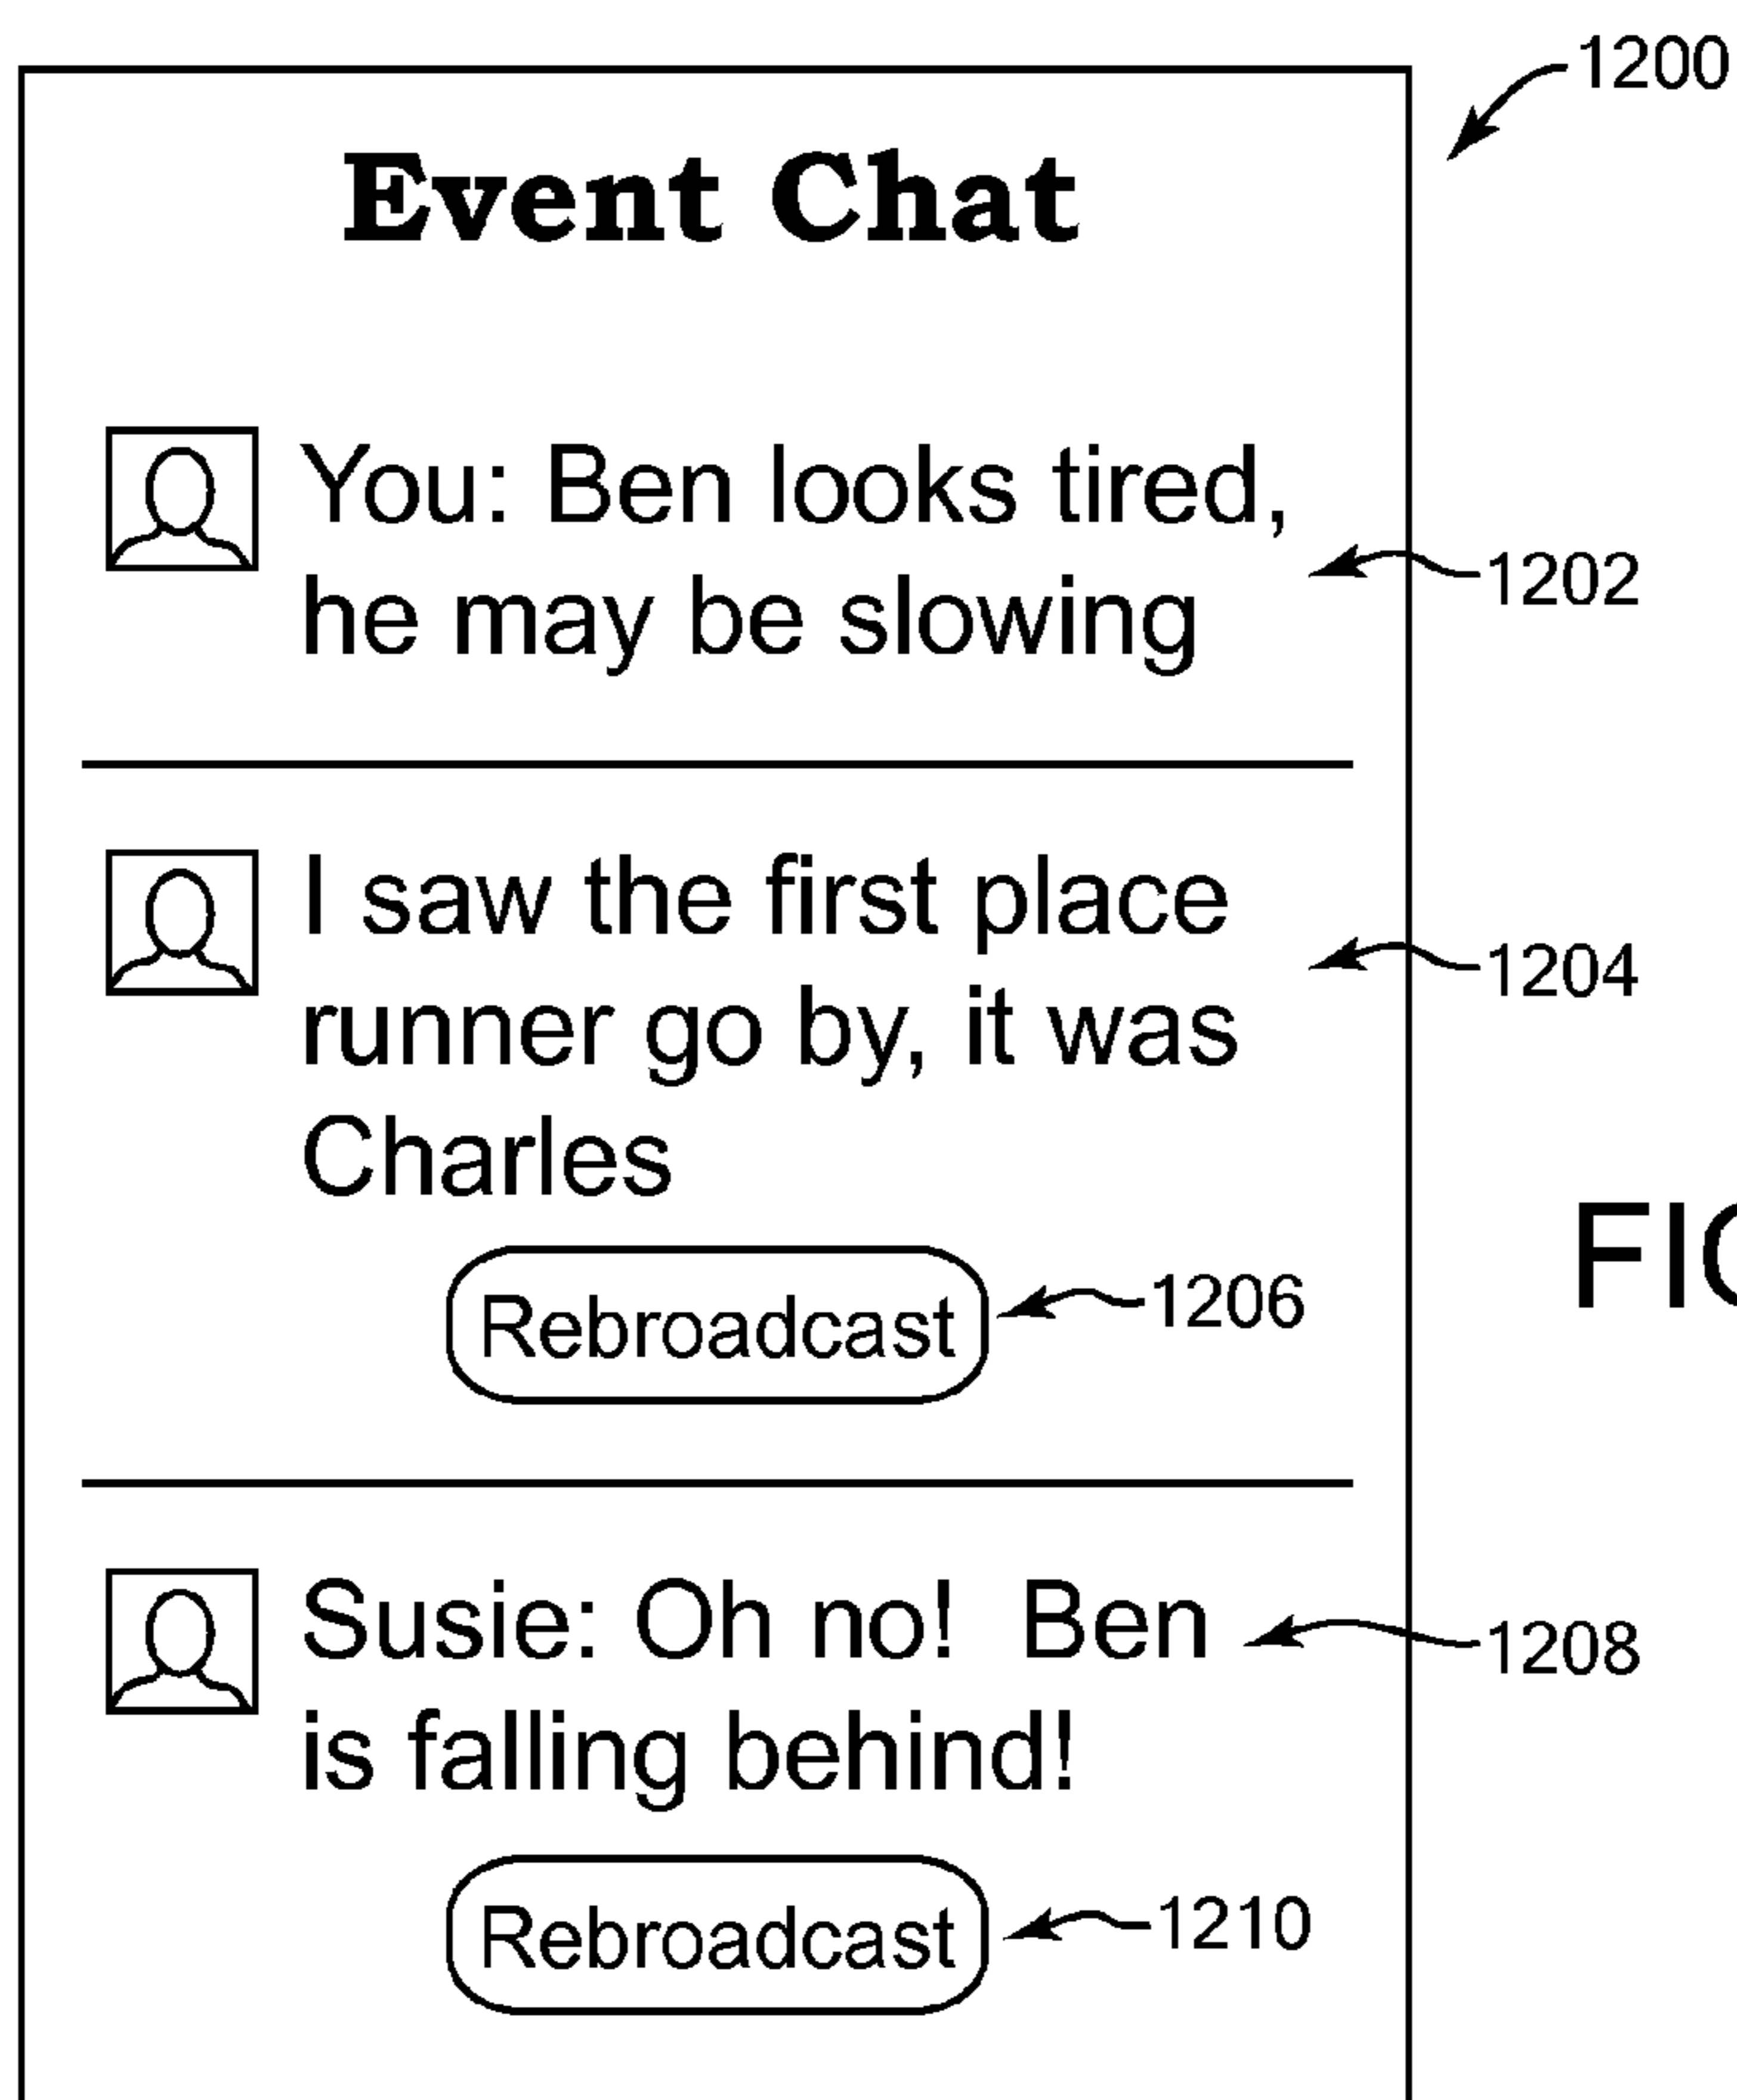 1200
Event Chat
You: Ben looks tired,
he may be slowing
1202
I saw the first place
runner go by, it was
Charles
1204
Rebroadcast
1206
Susie: Oh no!  Ben
is falling behind!
1208
Rebroadcast
1210